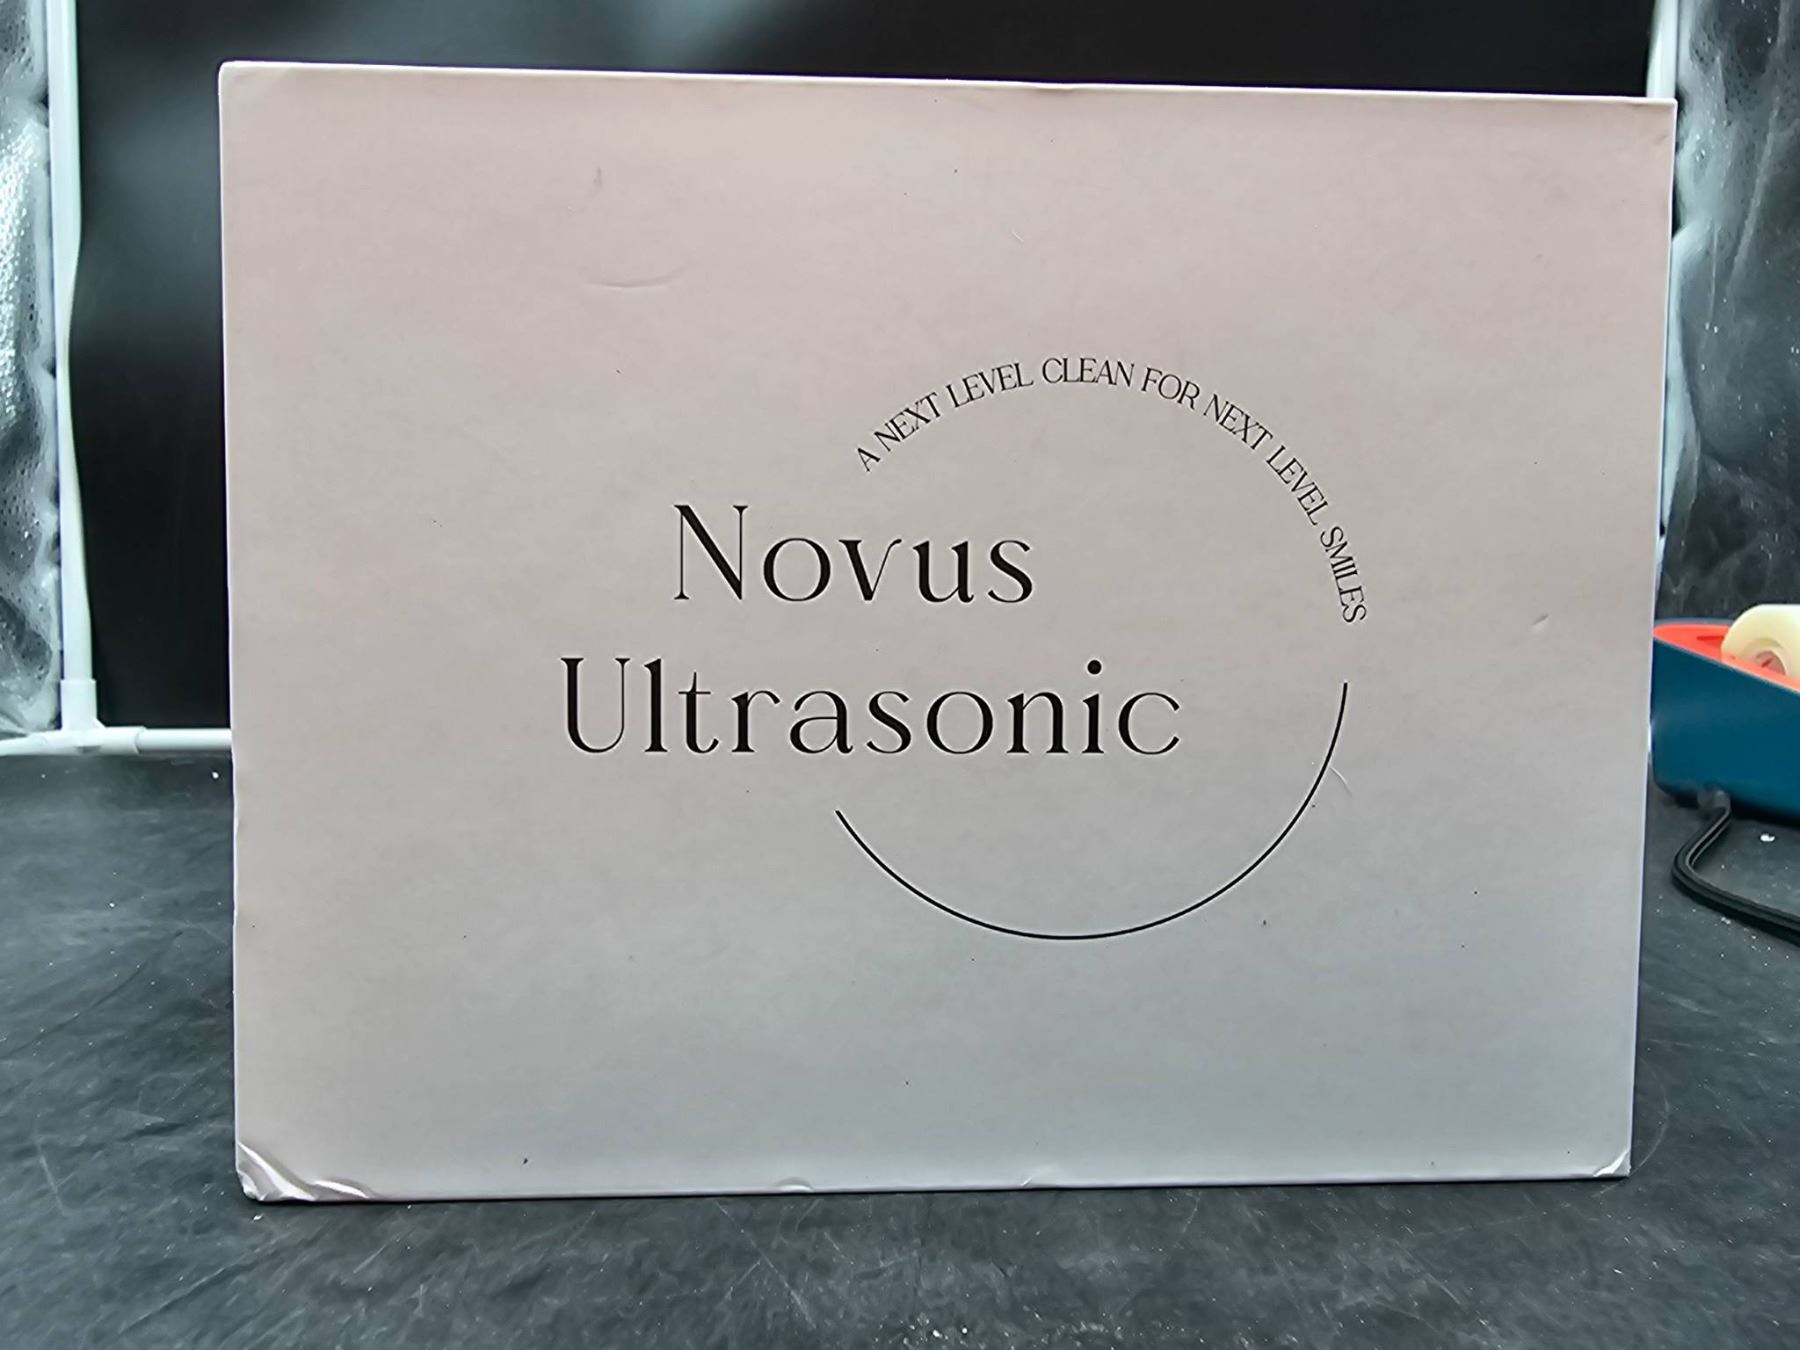 A NEXT LEVEL CLEAN FOR NEXT LEVEL SMILES
Novus
Ultrasonic